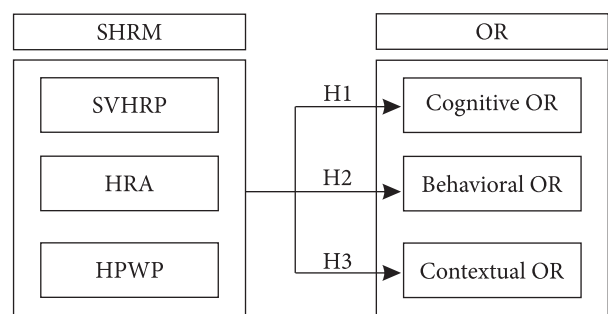 SHRM
OR
SVHRP
HRA
HPWP
H1
H2
H3
Cognitive OR
Behavioral OR
Contextual OR